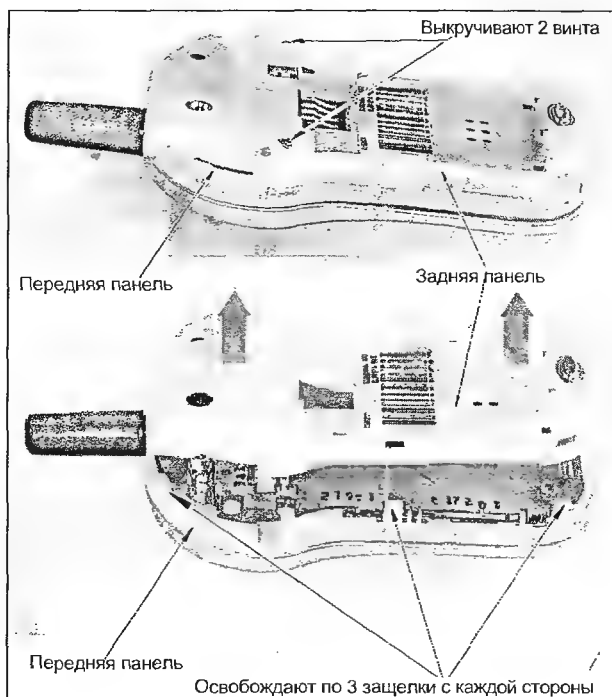 Выкручивают 2 винта
Передняя панель
Задняя панель
Передняя панель
Освобождают по 3 защелки с каждой стороны